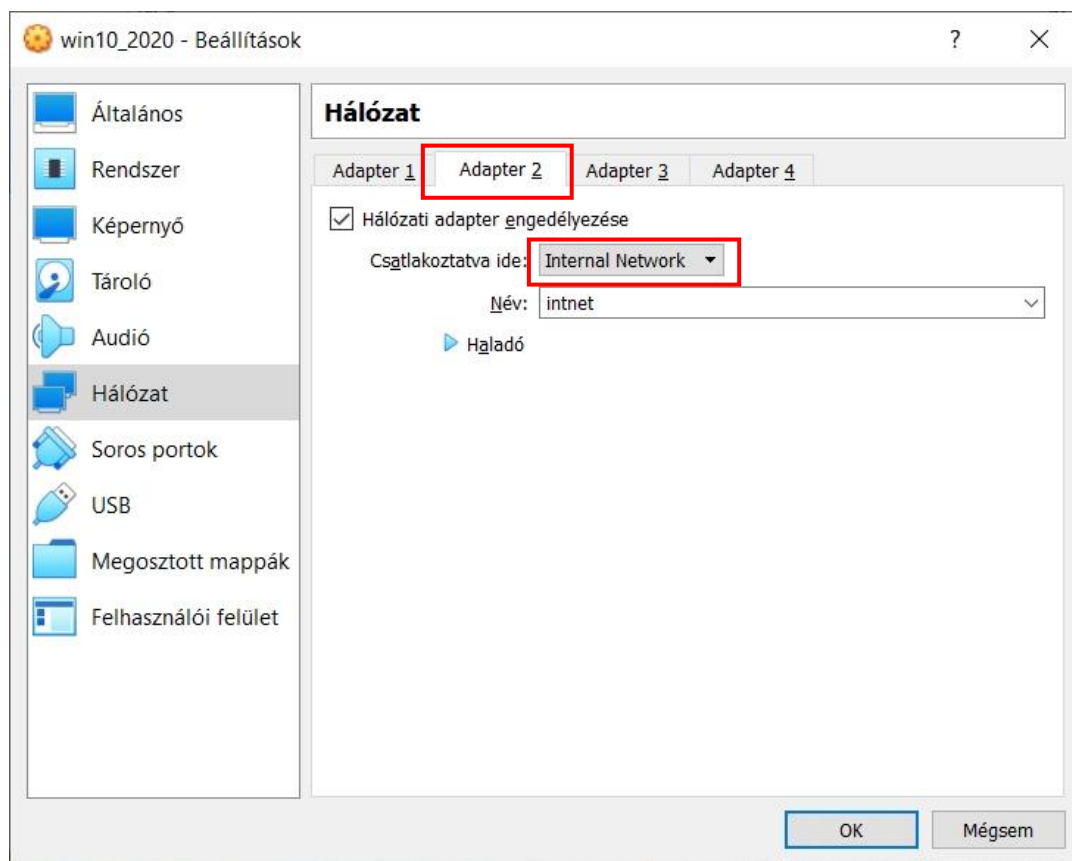 win10_2020 - Beállítások
?
Általános
Rendszer
Képernyő
Tároló
Audió
Hálózat
Soros portok
USB
Megosztott mappák
Felhasználói felület
Hálózat
Adapter 1 Adapter 2 Adapter 3 Adapter 4
Hálózati adapter engedélyezése
Csatlakoztatva ide: Internal Network
Név: intnet
Haladó
OK Mégsem